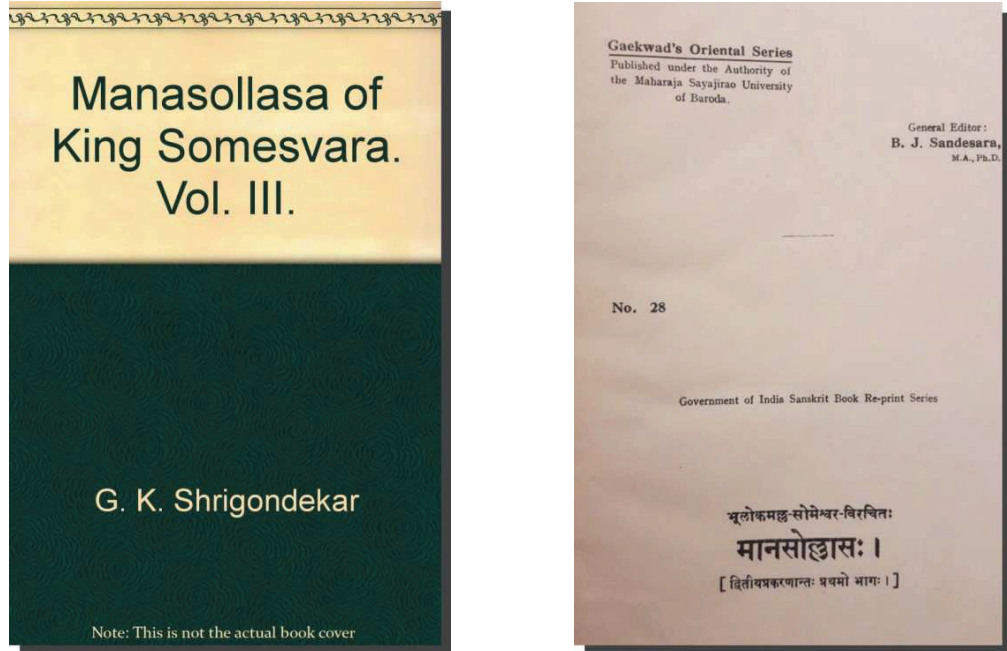 Manasollasa of
King Somesvara.
Vol. III.
G. K. Shrigondekar
Note: This is not the actual book cover
Gaekwad's Oriental Series
Published under the Authority of
the Maharaja Sayajirao University
of Baroda.
General Editor:
B. J. Sandesara,
M.A., Ph.D.
No. 28
Government of India Sanskrit Book Re-print Series
भूलोकमल्ल-सोमेश्वर-विरचितः
मानसोल्लासः।
[ द्वितीयप्रकरणान्तः प्रथमो भागः। ]